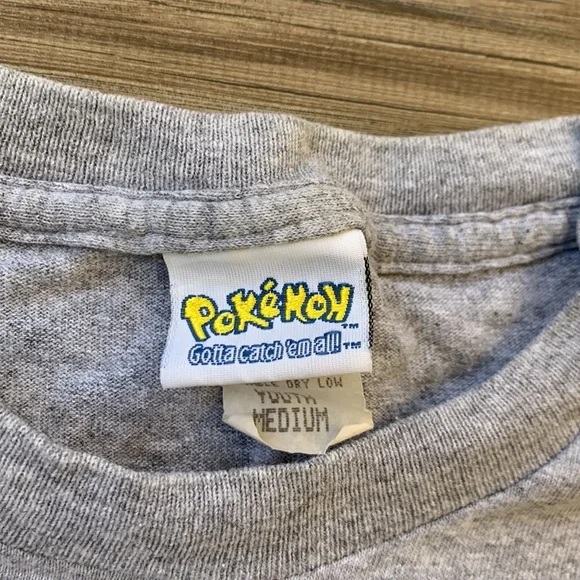 POKéMON™
Gotta catch 'em all!™
DRY LOW
YOUTH
MEDIUM